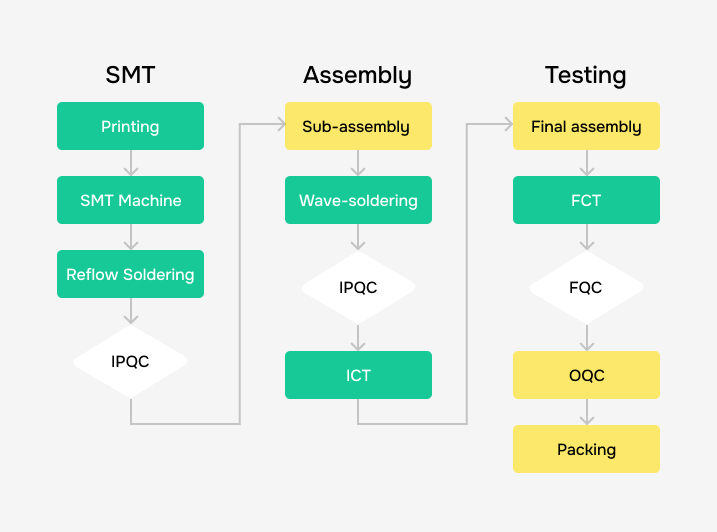 SMT
Printing
SMT Machine
Reflow Soldering
IPQC
Assembly
Sub-assembly
Wave-soldering
IPQC
ICT
Testing
Final assembly
FCT
FQC
OQC
Packing